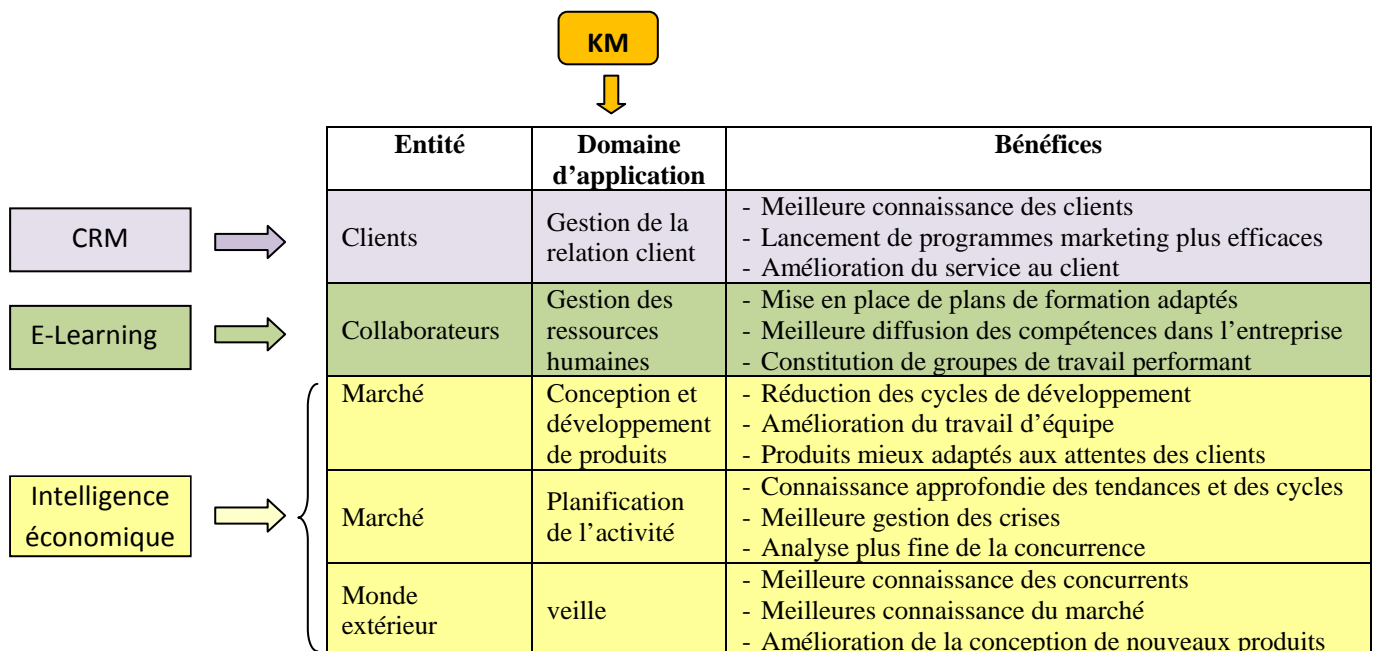 KM
Entité
Domaine
d’application
Bénéfices
CRM
Clients
Gestion de la
relation client
- Meilleure connaissance des clients
- Lancement de programmes marketing plus efficaces
- Amélioration du service au client
E-Learning
Collaborateurs
Gestion des
ressources
humaines
- Mise en place de plans de formation adaptés
- Meilleure diffusion des compétences dans l’entreprise
- Constitution de groupes de travail performant
Intelligence
économique
Marché
Conception et
développement
de produits
- Réduction des cycles de développement
- Amélioration du travail d’équipe
- Produits mieux adaptés aux attentes des clients
Marché
Planification
de l’activité
- Connaissance approfondie des tendances et des cycles
- Meilleure gestion des crises
- Analyse plus fine de la concurrence
Monde
extérieur
veille
- Meilleure connaissance des concurrents
- Meilleures connaissance du marché
- Amélioration de la conception de nouveaux produits